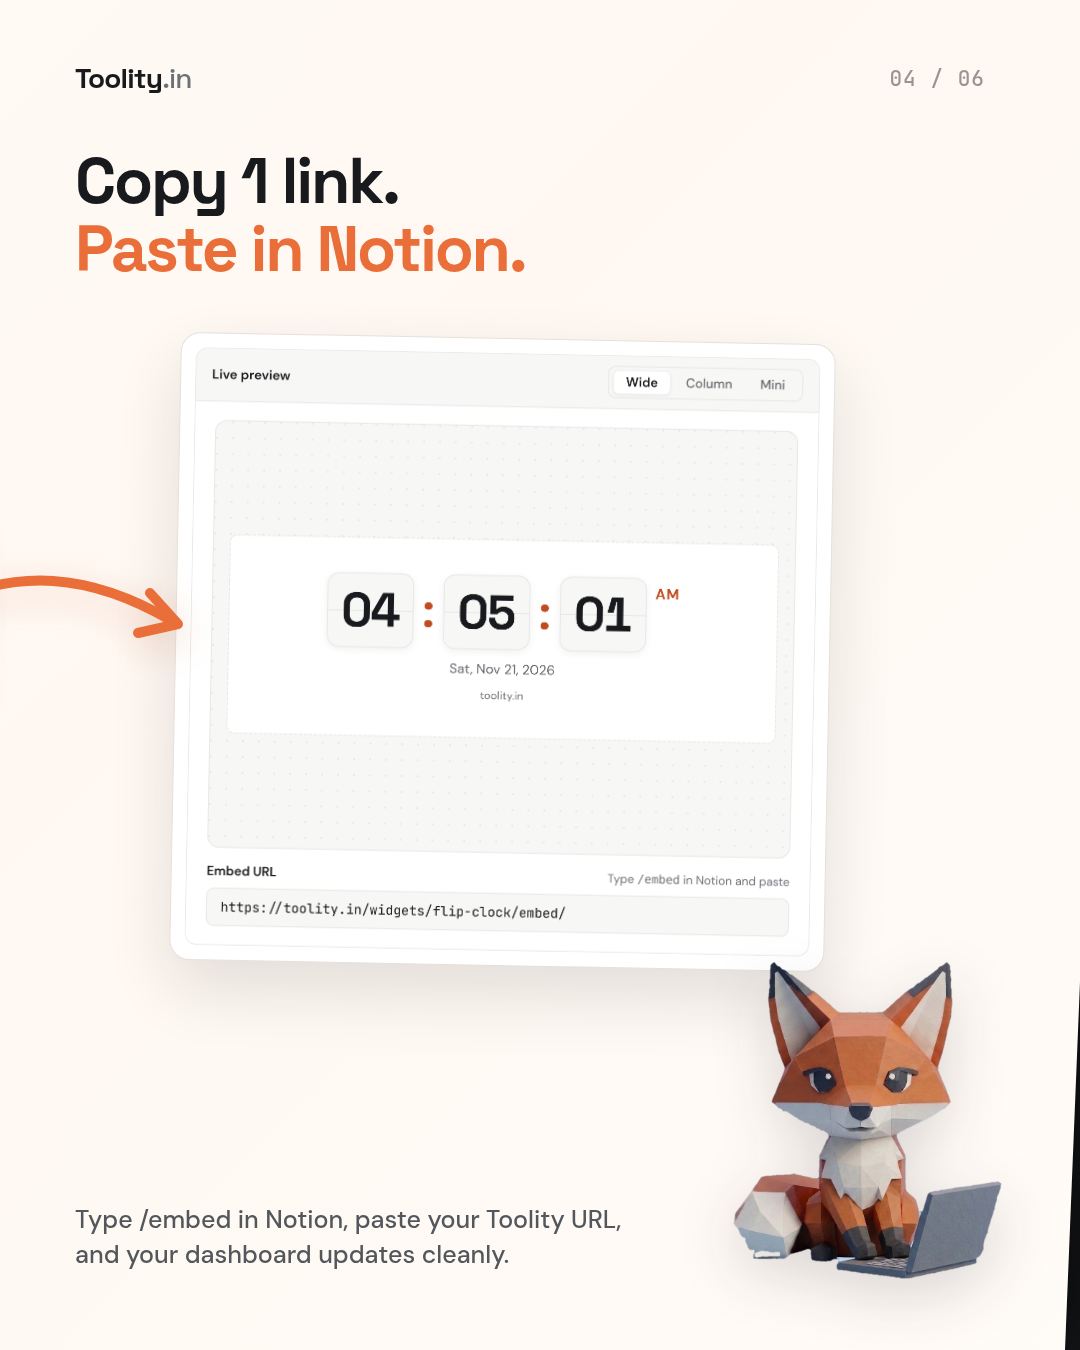 Toolity.in
04 / 06
Copy 1 link.
Paste in Notion.
Live preview
Wide Column Mini
04 : 05 : 01 AM
Sat, Nov 21, 2026
toolity.in
Embed URL
Type /embed in Notion and paste
https://toolity.in/widgets/flip-clock/embed/
Type /embed in Notion, paste your Toolity URL,
and your dashboard updates cleanly.